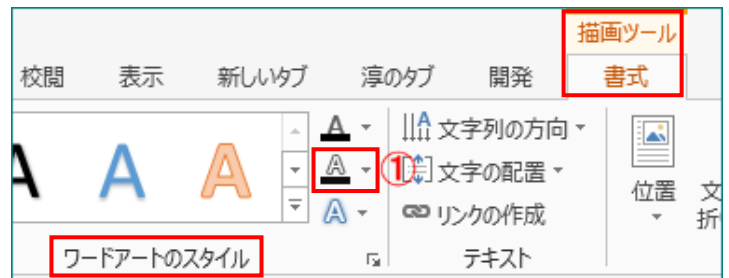 描画ツール
校閲 表示 新しいタブ 淳のタブ 開発 書式
A A A A 文字列の方向
A ① 文字の配置
A リンクの作成
位置 文
折
ワードアートのスタイル テキスト